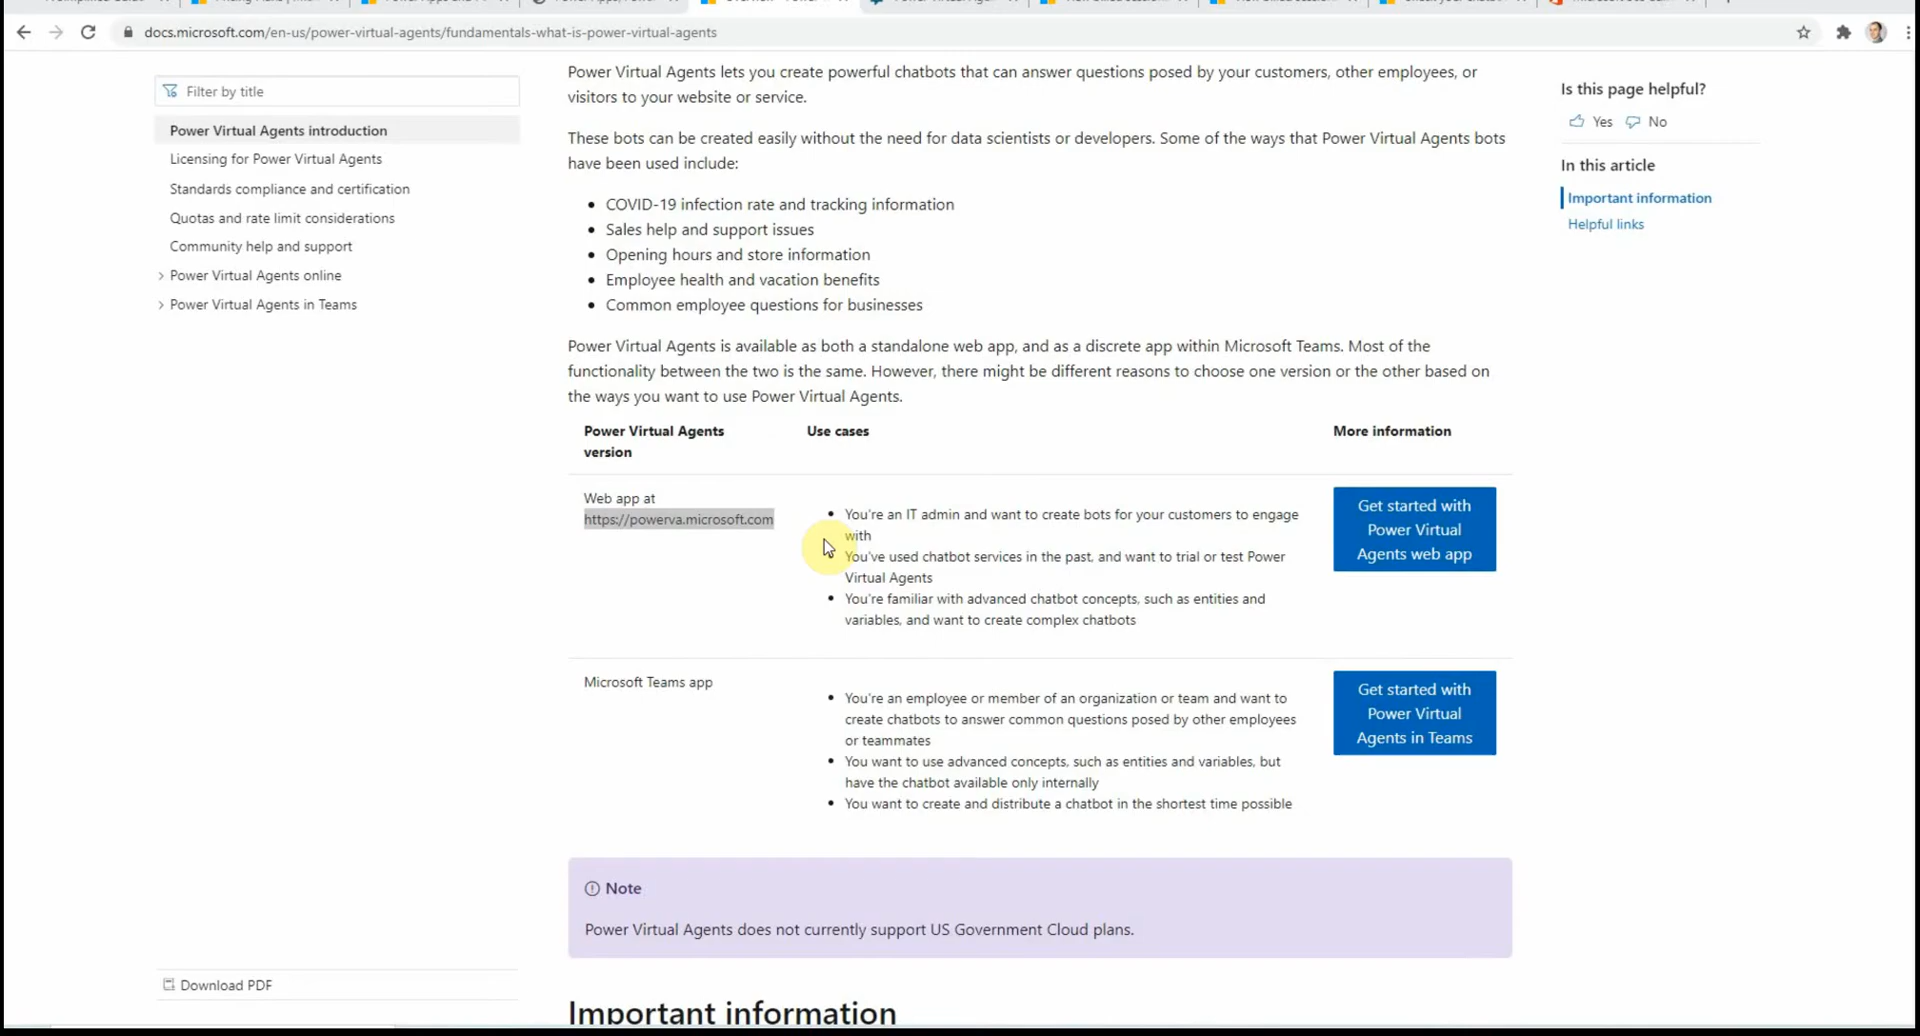 docs.microsoft.com/en-us/power-virtual-agents/fundamentals-what-is-power-virtual-agents
Filter by title
Power Virtual Agents introduction
Licensing for Power Virtual Agents
Standards compliance and certification
Quotas and rate limit considerations
Community help and support
Power Virtual Agents online
Power Virtual Agents in Teams
Download PDF
Power Virtual Agents lets you create powerful chatbots that can answer questions posed by your customers, other employees, or
visitors to your website or service.
These bots can be created easily without the need for data scientists or developers. Some of the ways that Power Virtual Agents bots
have been used include:
• COVID-19 infection rate and tracking information
• Sales help and support issues
• Opening hours and store information
• Employee health and vacation benefits
• Common employee questions for businesses
Power Virtual Agents is available as both a standalone web app, and as a discrete app within Microsoft Teams. Most of the
functionality between the two is the same. However, there might be different reasons to choose one version or the other based on
the ways you want to use Power Virtual Agents.
Power Virtual Agents
version
Use cases
More information
Web app at
https://powerva.microsoft.com
• You're an IT admin and want to create bots for your customers to engage
with
You've used chatbot services in the past, and want to trial or test Power
Virtual Agents
• You're familiar with advanced chatbot concepts, such as entities and
variables, and want to create complex chatbots
Get started with
Power Virtual
Agents web app
Microsoft Teams app
• You're an employee or member of an organization or team and want to
create chatbots to answer common questions posed by other employees
or teammates
• You want to use advanced concepts, such as entities and variables, but
have the chatbot available only internally
• You want to create and distribute a chatbot in the shortest time possible
Get started with
Power Virtual
Agents in Teams
Note
Power Virtual Agents does not currently support US Government Cloud plans.
Important information
Is this page helpful?
Yes No
In this article
Important information
Helpful links